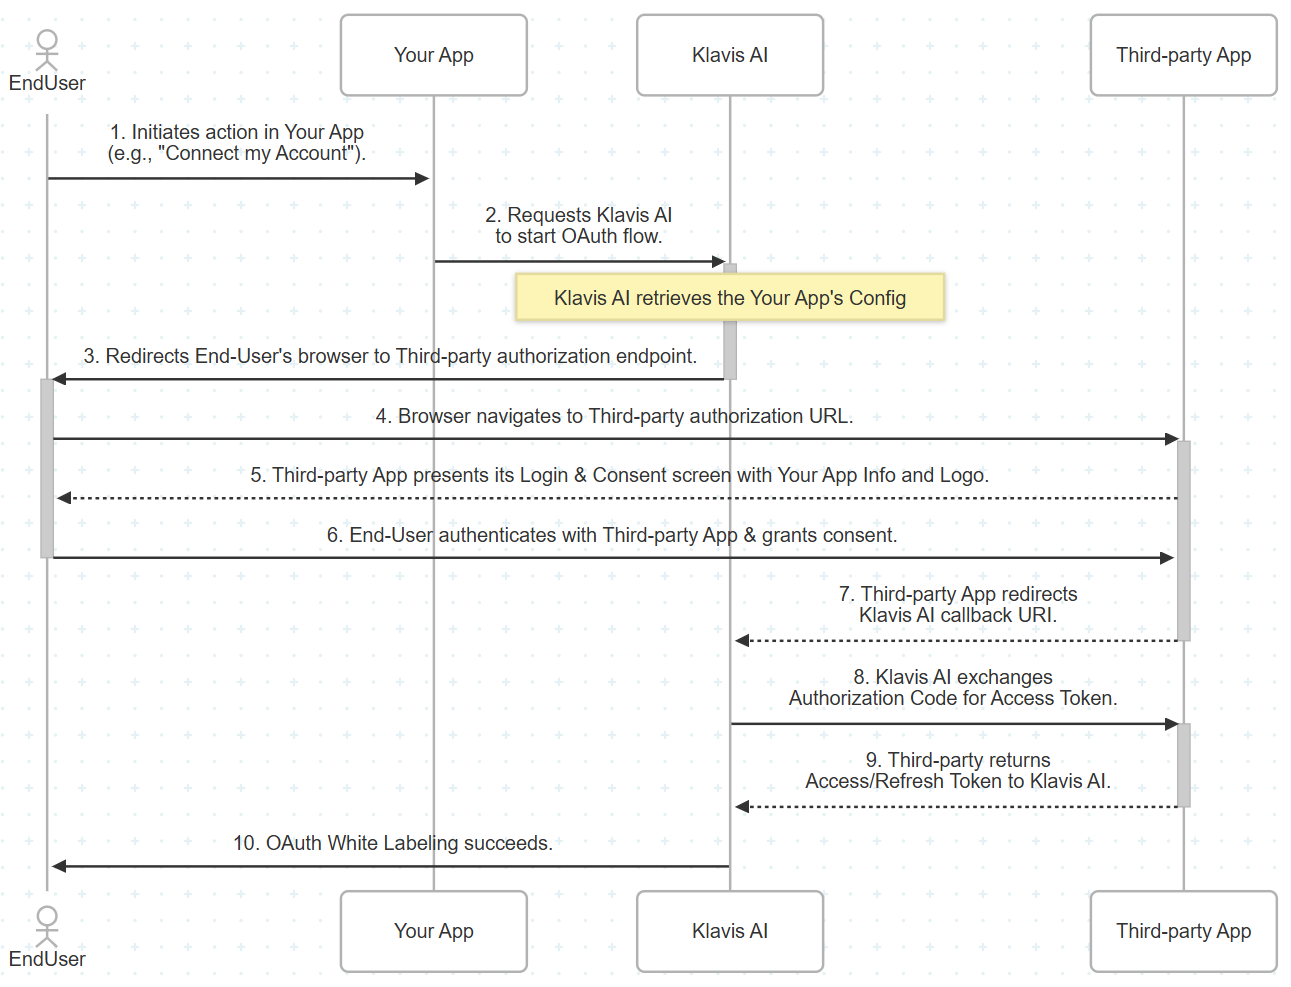 EndUser
Your App
Klavis AI
Third-party App
1. Initiates action in Your App
(e.g., "Connect my Account").
2. Requests Klavis AI
to start OAuth flow.
Klavis AI retrieves the Your App's Config
3. Redirects End-User's browser to Third-party authorization endpoint.
4. Browser navigates to Third-party authorization URL.
5. Third-party App presents its Login & Consent screen with Your App Info and Logo.
6. End-User authenticates with Third-party App & grants consent.
7. Third-party App redirects
Klavis AI callback URI.
8. Klavis AI exchanges
Authorization Code for Access Token.
9. Third-party returns
Access/Refresh Token to Klavis AI.
10. OAuth White Labeling succeeds.
EndUser
Your App
Klavis AI
Third-party App